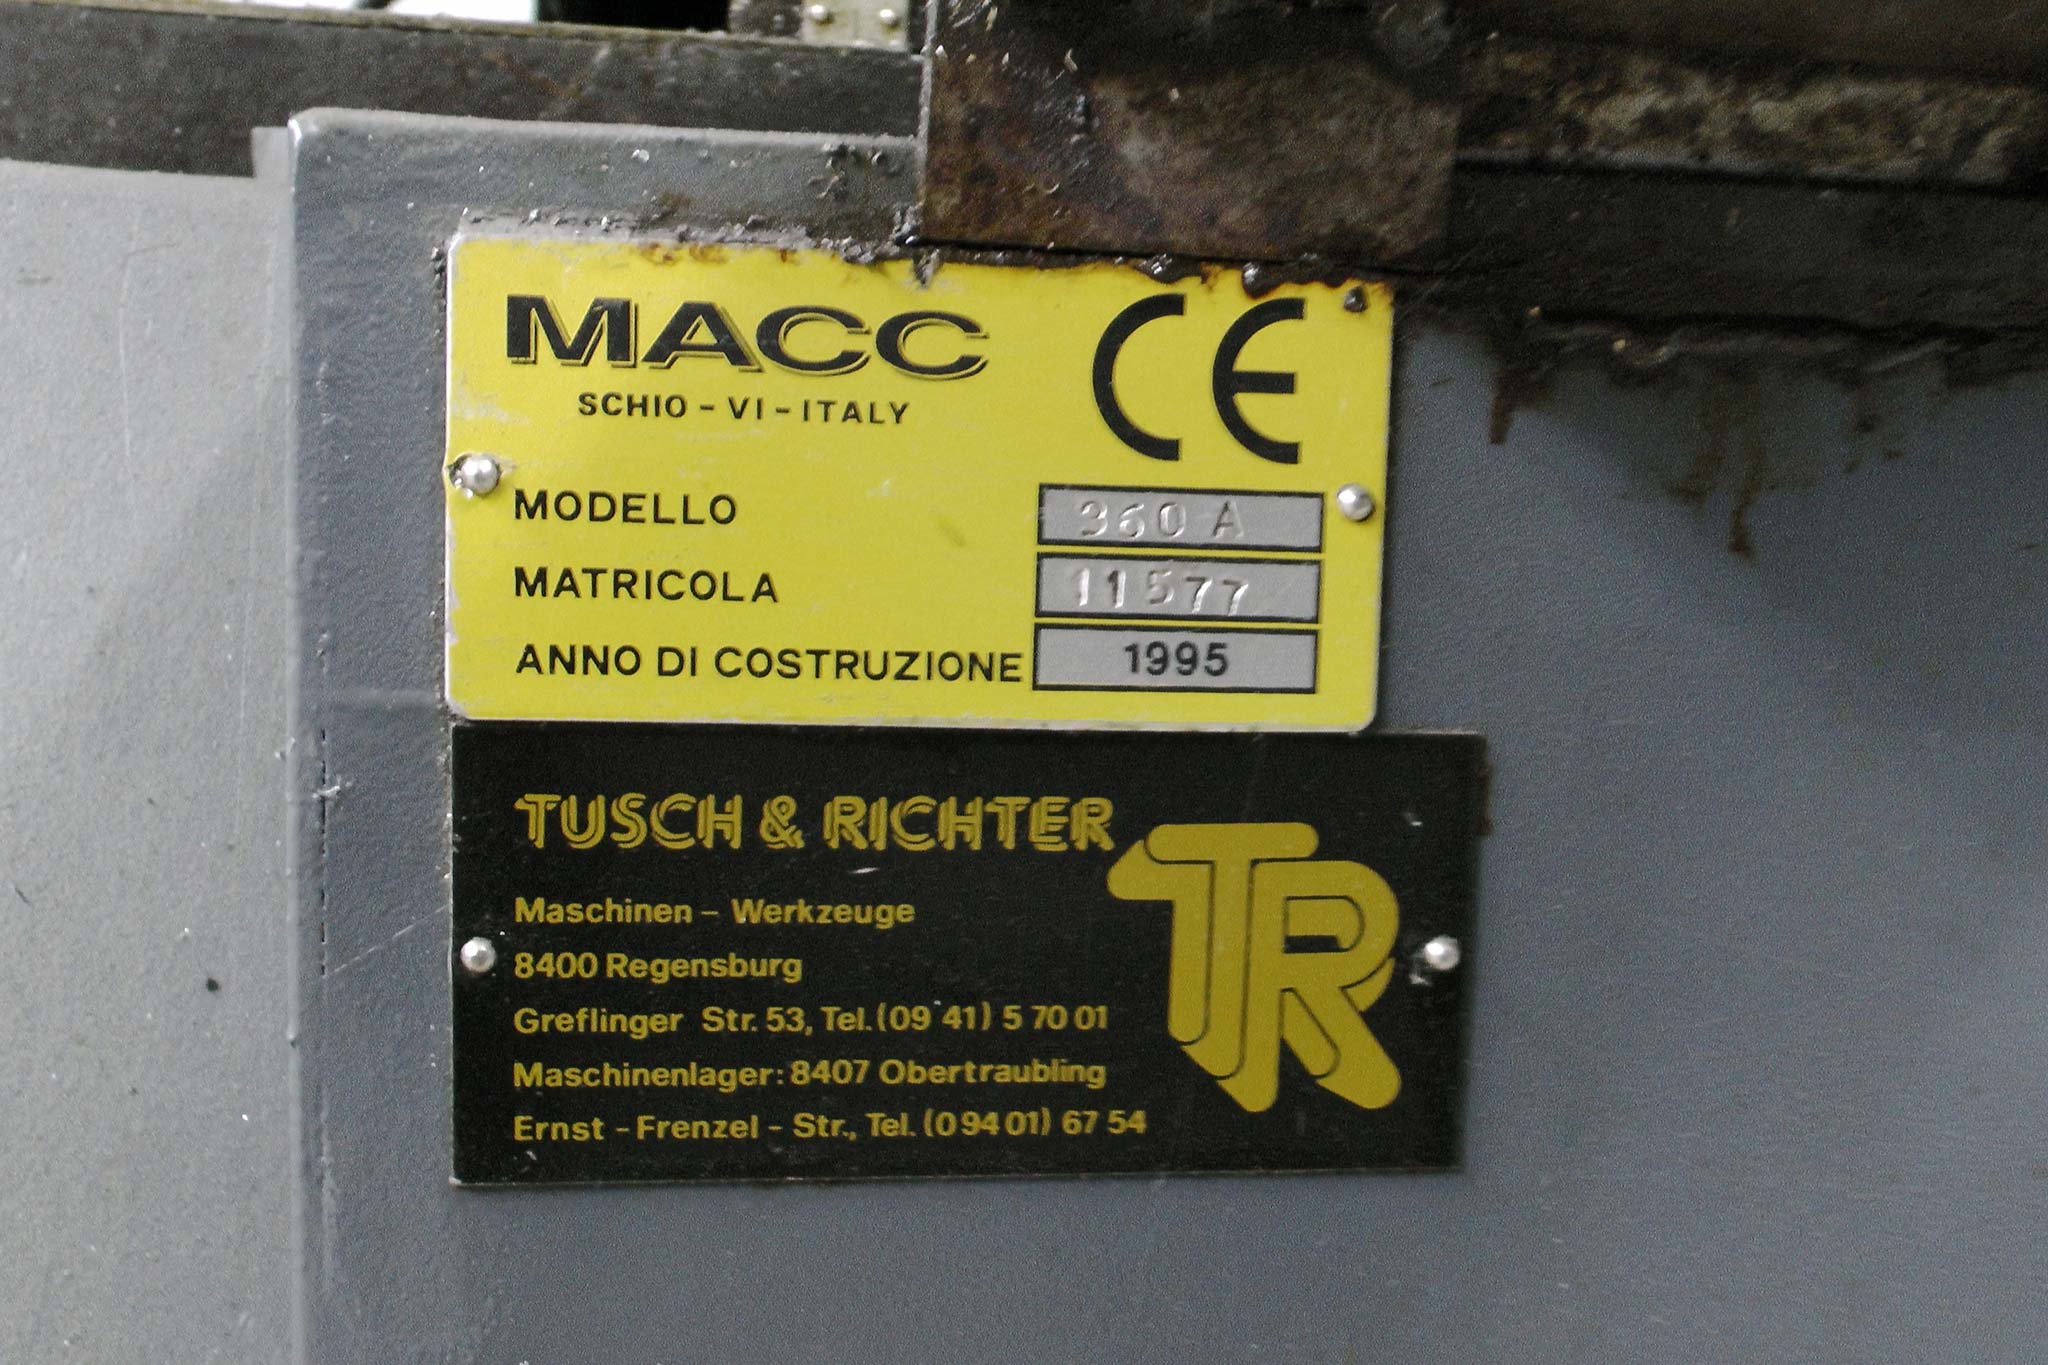 MACC CE
SCHIO - VI - ITALY
MODELLO 360 A
MATRICOLA 11577
ANNO DI COSTRUZIONE 1995
TUSCH & RICHTER
TR
Maschinen - Werkzeuge
8400 Regensburg
Greflinger Str. 53, Tel. (09 41) 5 70 01
Maschinenlager: 8407 Obertraubling
Ernst - Frenzel - Str., Tel. (0 94 01) 67 54